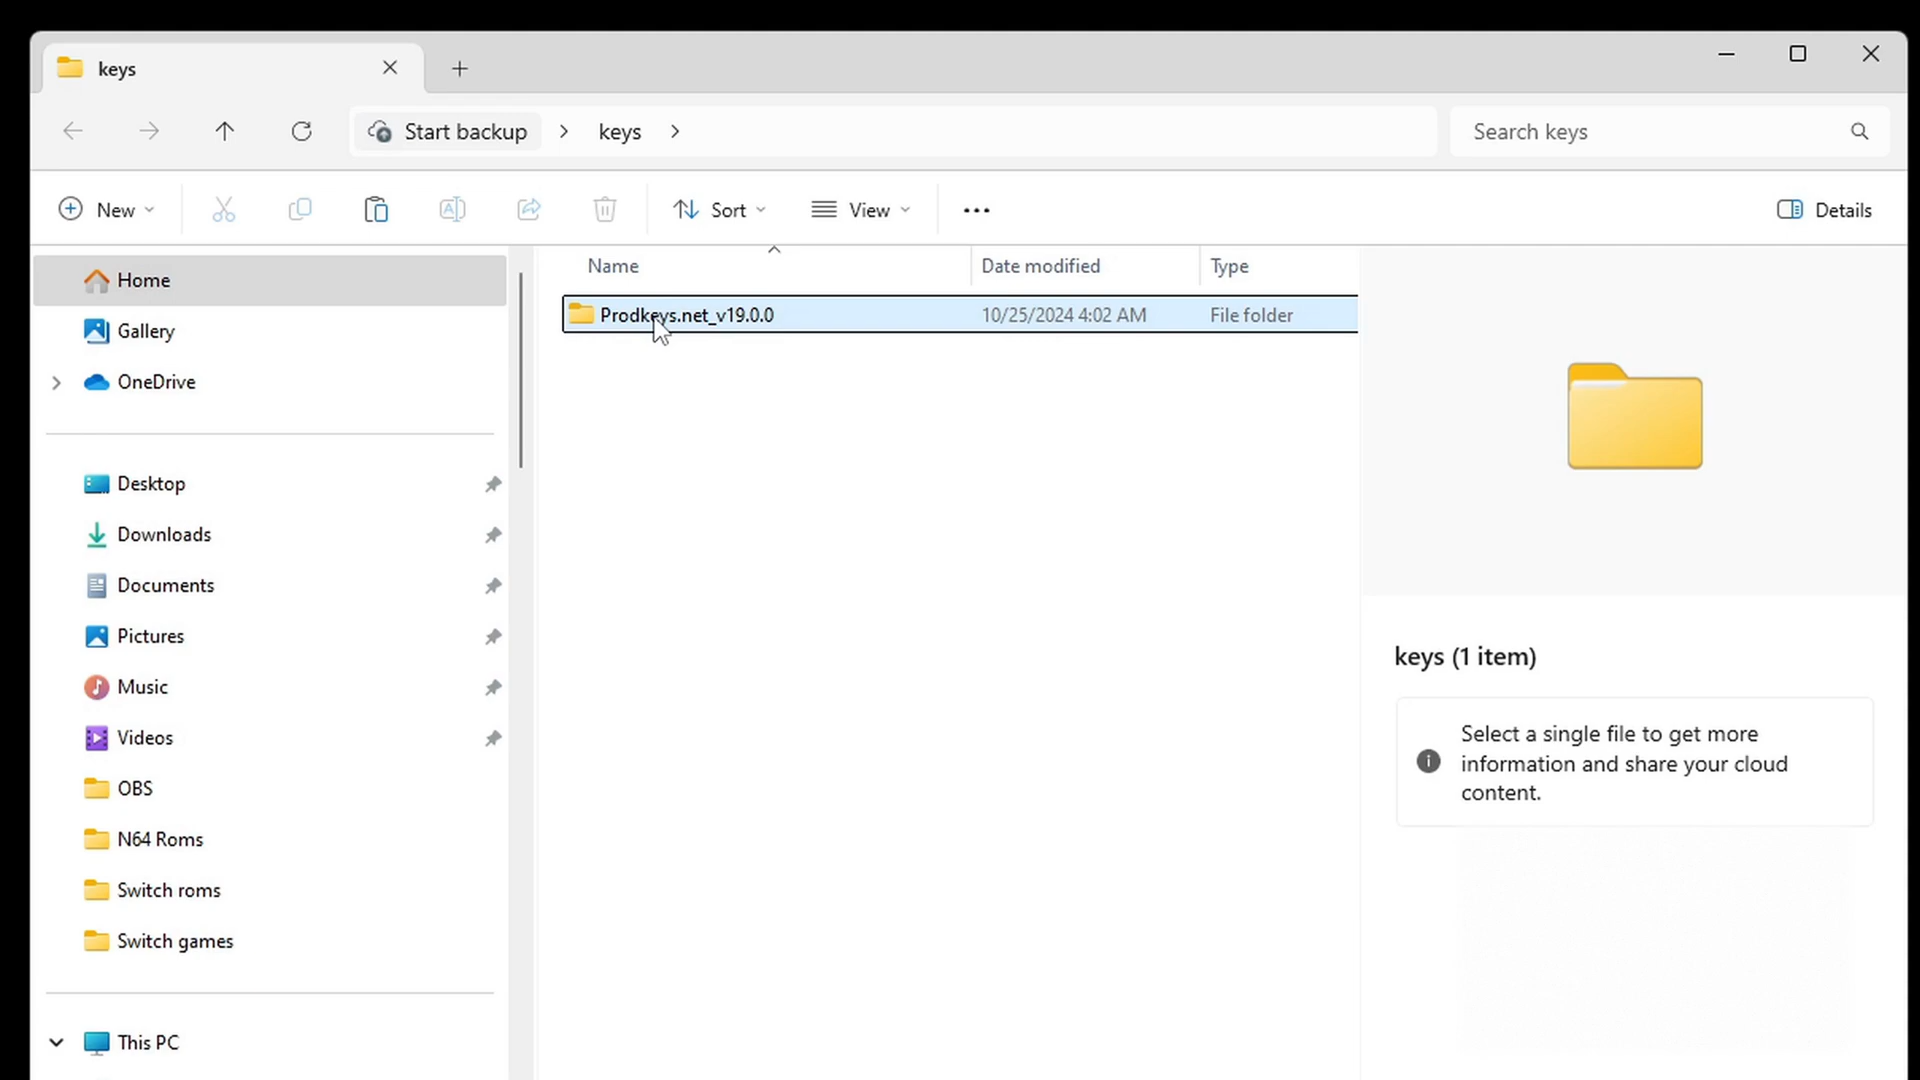 keys
Start backup
keys
Search keys
New
Sort
View
Details
Home
Gallery
OneDrive
Desktop
Downloads
Documents
Pictures
Music
Videos
OBS
N64 Roms
Switch roms
Switch games
This PC
Name
Date modified
Type
Prodkeys.net_v19.0.0
10/25/2024 4:02 AM
File folder
keys (1 item)
Select a single file to get more
information and share your cloud
content.